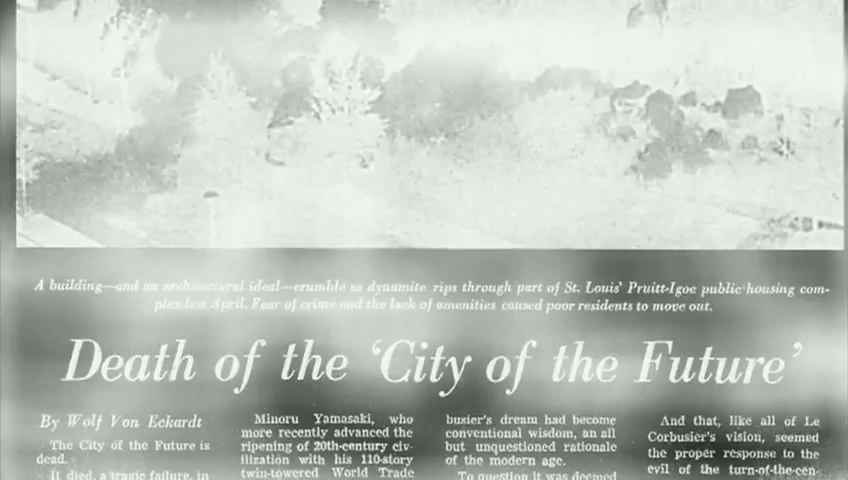 A building—and an architectural ideal—crumble as dynamite rips through part of St. Louis' Pruitt-Igoe public housing com-
plex last April. Fear of crime and the lack of amenities caused poor residents to move out.
Death of the 'City of the Future'
By Wolf Von Eckardt
The City of the Future is
dead.
It died, a tragic failure, in
Minoru Yamasaki, who
more recently advanced the
ripening of 20th-century civ-
ilization with his 110-story
twin-towered World Trade
busier's dream had become
conventional wisdom, an all
but unquestioned rationale
of the modern age.
To question it was deemed
And that, like all of Le
Corbusier's vision, seemed
the proper response to the
evil of the turn-of-the-cen-